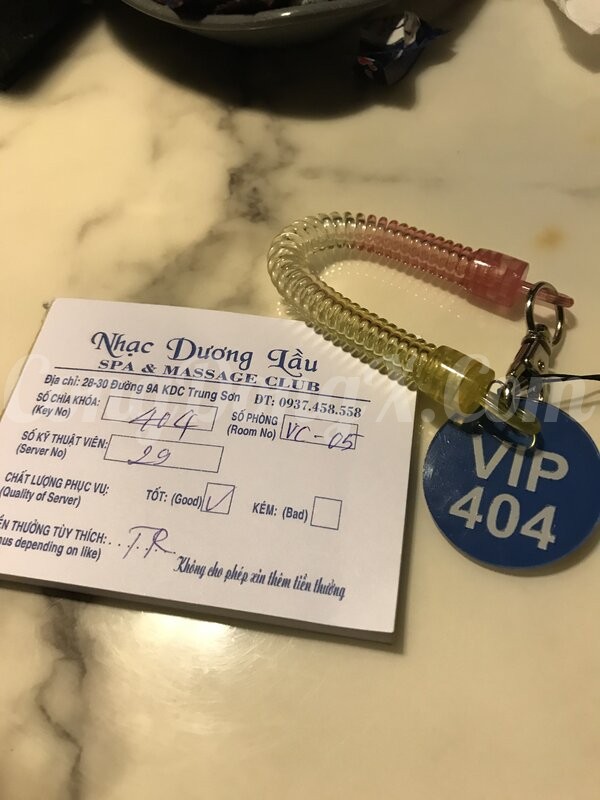 Nhạc Dương Lầu
SPA & MASSAGE CLUB
Địa chỉ: 28-30 Đường 9A KDC Trung Sơn ĐT: 0937.458.558
SỐ CHÌA KHÓA: 404 SỐ PHÒNG VC-05
(Key No) (Room No)
SỐ KỸ THUẬT VIÊN: 29
(Server No)
CHẤT LƯỢNG PHỤC VỤ:
(Quality of Server) TỐT: (Good) ✓ KÉM: (Bad)
THƯỞNG TÙY THÍCH: T.R
depending on like)
Không cho phép xin thêm tiền thưởng
VIP
404